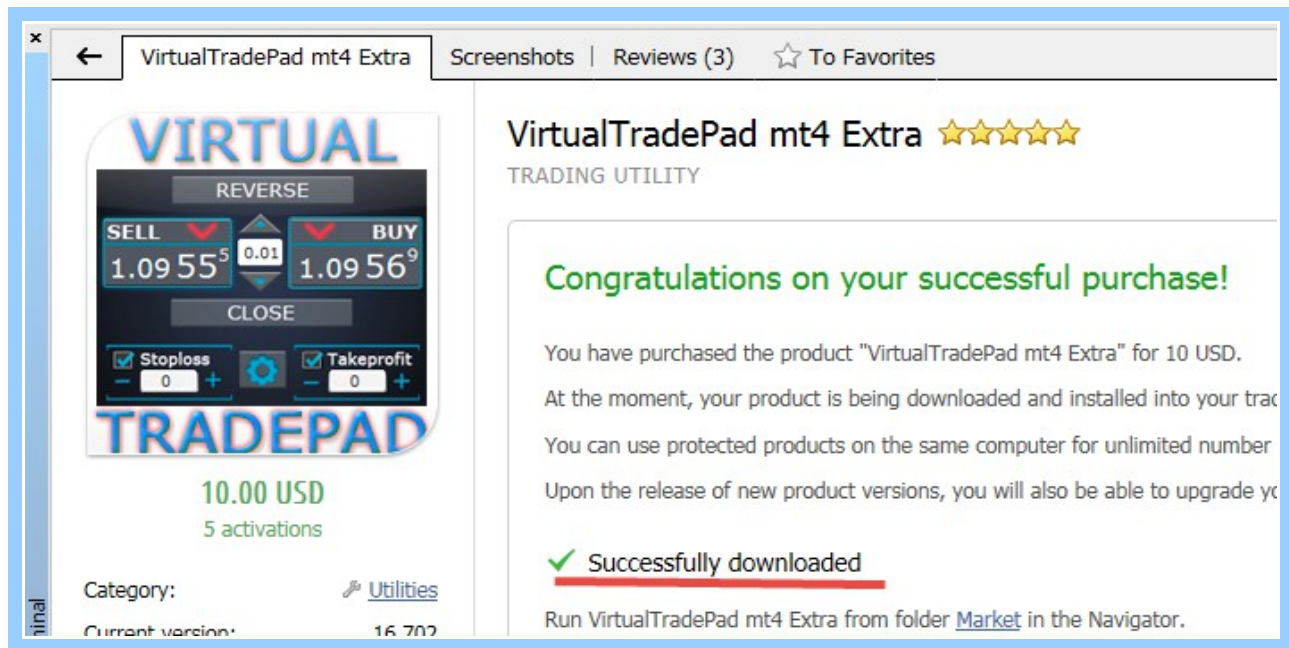 ×
← VirtualTradePad mt4 Extra Screenshots | Reviews (3) To Favorites
VIRTUAL
REVERSE
SELL BUY
1.09 55⁵ 0.01 1.09 56⁹
CLOSE
Stoploss Takeprofit
− 0 + − 0 +
TRADEPAD
10.00 USD
5 activations
Category: Utilities
Current version: 16.702
VirtualTradePad mt4 Extra
TRADING UTILITY
Congratulations on your successful purchase!
You have purchased the product "VirtualTradePad mt4 Extra" for 10 USD.
At the moment, your product is being downloaded and installed into your
You can use protected products on the same computer for unlimited number
Upon the release of new product versions, you will also be able to upgrade
Successfully downloaded
Run VirtualTradePad mt4 Extra from folder Market in the Navigator.